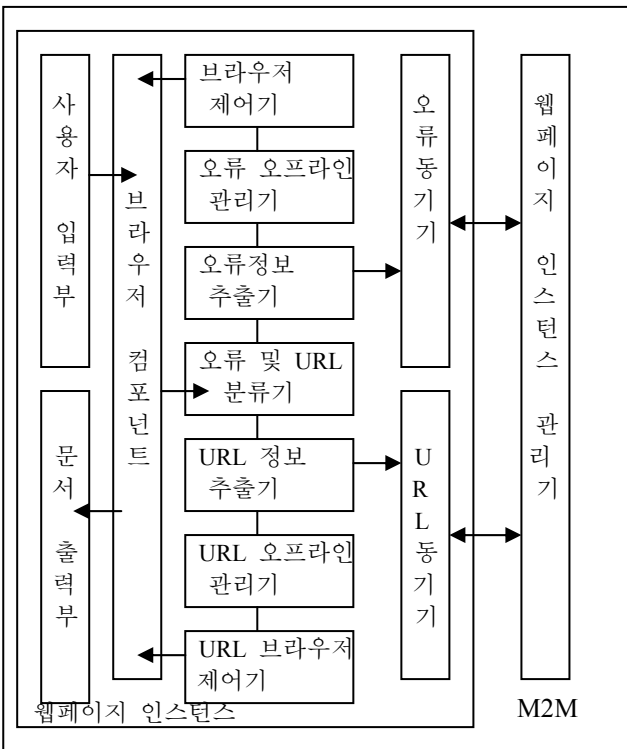 사용자 입력부
문서 출력부
브라우저 컴포넌트
브라우저
제어기
오류 오프라인
관리기
오류정보
추출기
오류 및 URL
분류기
URL 정보
추출기
URL 오프라인
관리기
URL 브라우저
제어기
오류동기기
URL동기기
웹페이지 인스턴스 관리기
웹페이지 인스턴스
M2M